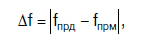 Δf = |fпрд − fпрм|,